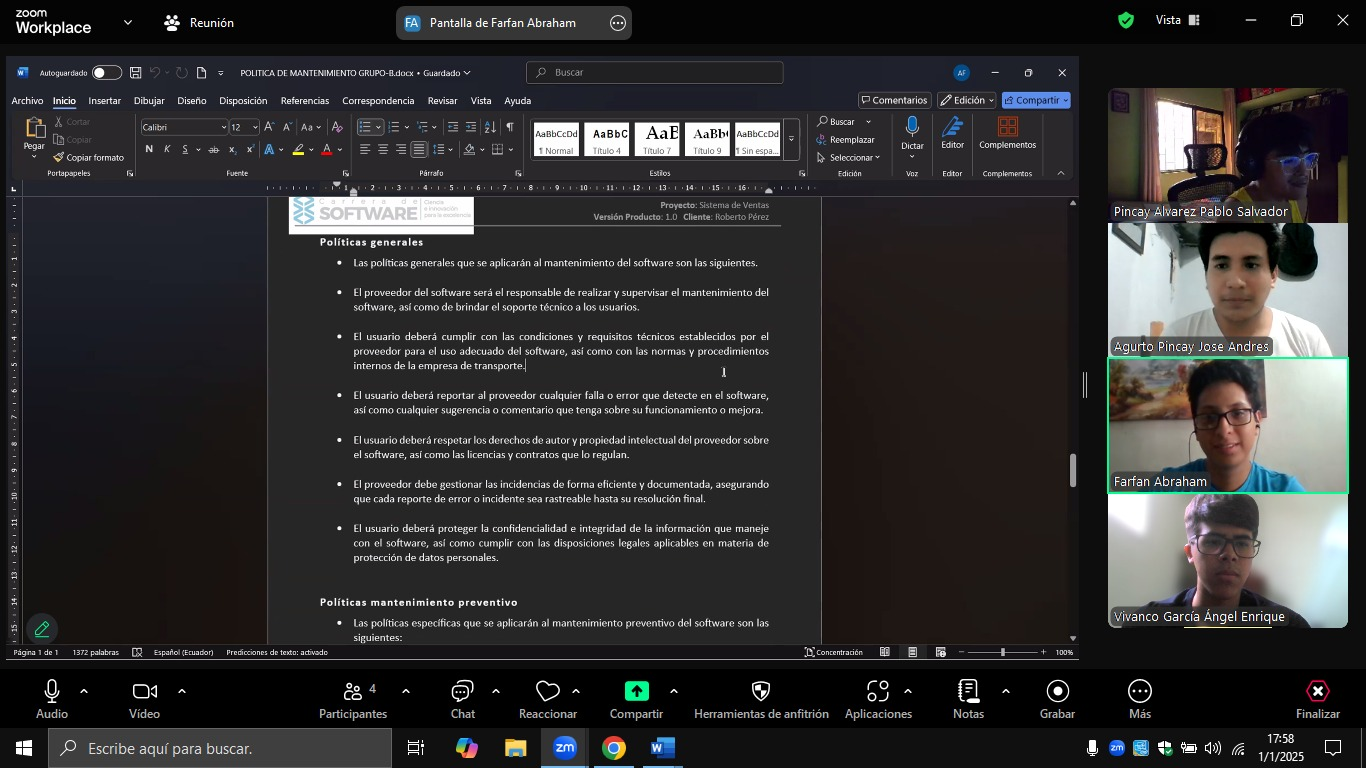 zoom
Workplace
Reunión
FA
Pantalla de Farfan Abraham
Vista
Autoguardado
POLITICA DE MANTENIMIENTO GRUPO-B.docx • Guardado
Buscar
AF
Archivo Inicio Insertar Dibujar Diseño Disposición Referencias Correspondencia Revisar Vista Ayuda
Comentarios Edición Compartir
Pegar
Cortar
Copiar
Copiar formato
Portapapeles
Calibri 12
N K S ab
Fuente
Párrafo
AaBbCcDd
¶ Normal
AaBbC
Título 4
AaB
Título 7
AaBb
Título 9
AaBbCcDd
¶ Sin espa...
Estilos
Buscar
Reemplazar
Seleccionar
Edición
Dictar
Voz
Editor
Editor
Complementos
Complementos
Carrera de
SOFTWARE
Ciencia
e innovación
para la excelencia
Proyecto: Sistema de Ventas
Versión Producto: 1.0 Cliente: Roberto Pérez
Políticas generales
• Las políticas generales que se aplicarán al mantenimiento del software son las siguientes.
• El proveedor del software será el responsable de realizar y supervisar el mantenimiento del
software, así como de brindar el soporte técnico a los usuarios.
• El usuario deberá cumplir con las condiciones y requisitos técnicos establecidos por el
proveedor para el uso adecuado del software, así como con las normas y procedimientos
internos de la empresa de transporte.
• El usuario deberá reportar al proveedor cualquier falla o error que detecte en el software,
así como cualquier sugerencia o comentario que tenga sobre su funcionamiento o mejora.
• El usuario deberá respetar los derechos de autor y propiedad intelectual del proveedor sobre
el software, así como las licencias y contratos que lo regulan.
• El proveedor debe gestionar las incidencias de forma eficiente y documentada, asegurando
que cada reporte de error o incidente sea rastreable hasta su resolución final.
• El usuario deberá proteger la confidencialidad e integridad de la información que maneje
con el software, así como cumplir con las disposiciones legales aplicables en materia de
protección de datos personales.
Políticas mantenimiento preventivo
• Las políticas específicas que se aplicarán al mantenimiento preventivo del software son las
siguientes:
Página 1 de 1 1372 palabras Español (Ecuador) Predicciones de texto: activado
Concentración
100%
Pincay Alvarez Pablo Salvador
Agurto Pincay Jose Andres
Farfan Abraham
Vivanco García Ángel Enrique
Audio
Vídeo
4
Participantes
Chat
Reaccionar
Compartir
Herramientas de anfitrión
Aplicaciones
Notas
Grabar
Más
Finalizar
Escribe aquí para buscar.
zm
17:58
1/1/2025